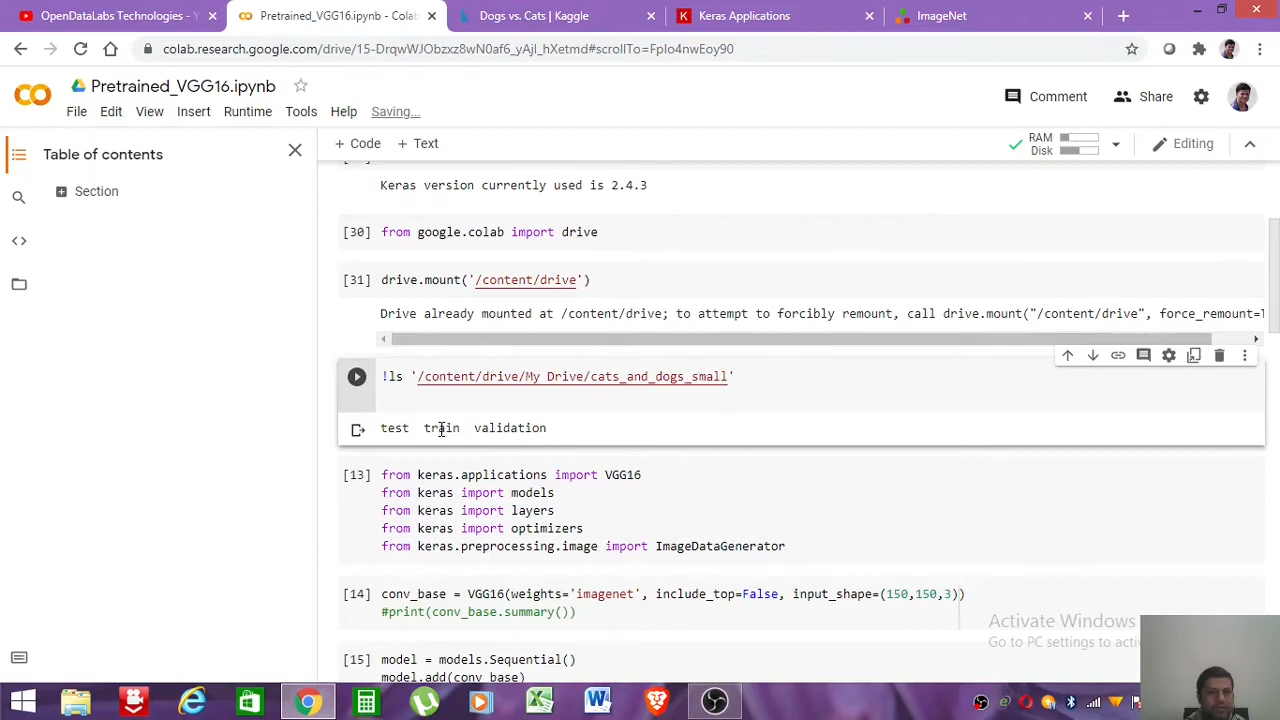 OpenDataLabs Technologies - Y
Pretrained_VGG16.ipynb - Colab
Dogs vs. Cats | Kaggle
Keras Applications
ImageNet
colab.research.google.com/drive/15-DrqwWJObzxz8wN0af6_yAjl_hXetmd#scrollTo=Fplo4nwEoy90
Pretrained_VGG16.ipynb
Comment
Share
File Edit View Insert Runtime Tools Help Saving...
Table of contents
Section
+ Code + Text
RAM
Disk
Editing
Keras version currently used is 2.4.3
[30] from google.colab import drive
[31] drive.mount('/content/drive')
Drive already mounted at /content/drive; to attempt to forcibly remount, call drive.mount("/content/drive", force_remount=T
!ls '/content/drive/My Drive/cats_and_dogs_small'
test train validation
[13] from keras.applications import VGG16
from keras import models
from keras import layers
from keras import optimizers
from keras.preprocessing.image import ImageDataGenerator
[14] conv_base = VGG16(weights='imagenet', include_top=False, input_shape=(150,150,3))
#print(conv_base.summary())
Activate Windows
Go to PC settings to activ
[15] model = models.Sequential()
model.add(conv_base)